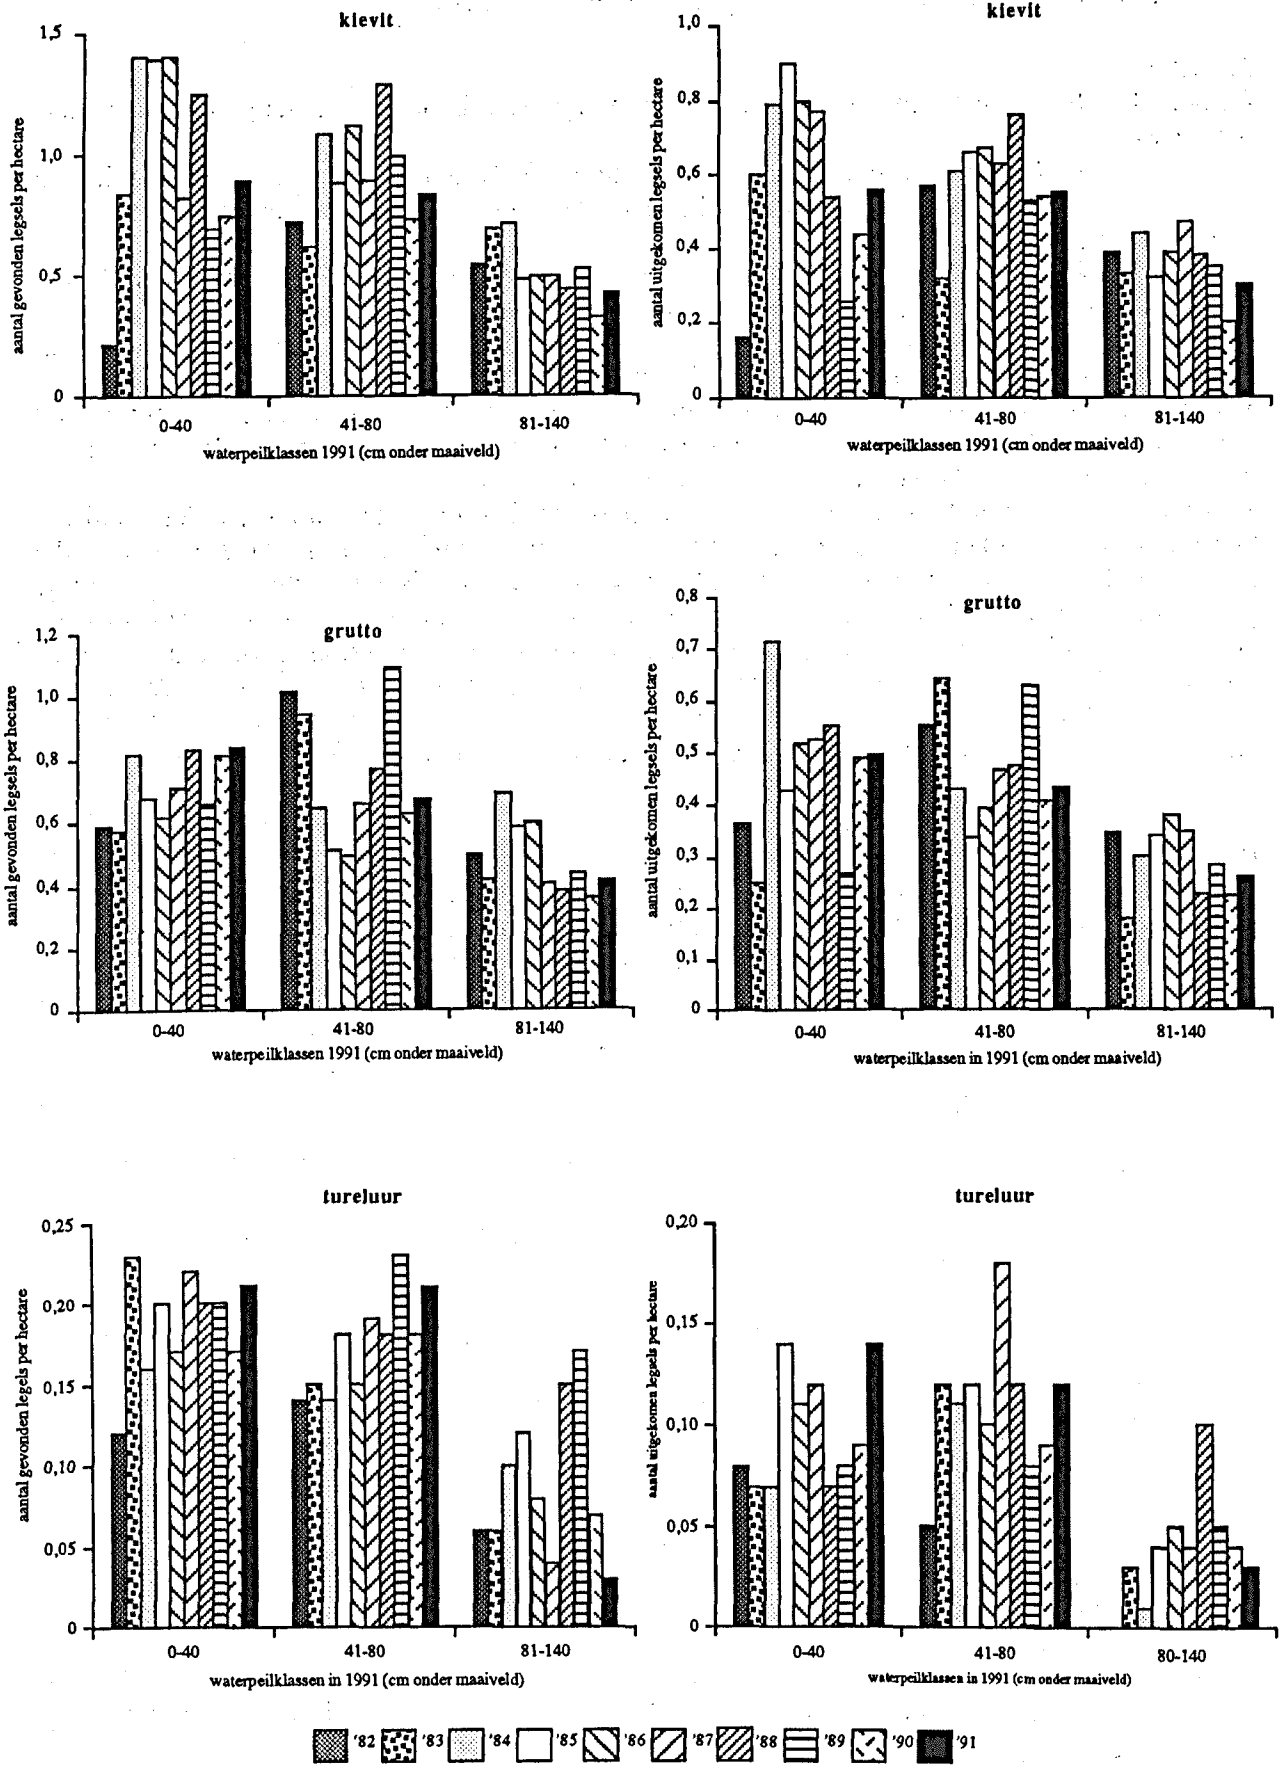 kievit
1,5
1,0
0,5
0
aantal gevonden legsels per hectare
0-40
41-80
81-140
waterpeilklassen 1991 (cm onder maaiveld)
kievit
1,0
0,8
0,6
0,4
0,2
0
aantal uitgekomen legsels per hectare
0-40
41-80
81-140
waterpeilklassen 1991 (cm onder maaiveld)
grutto
1,2
1,0
0,8
0,6
0,4
0,2
0
aantal gevonden legsels per hectare
0-40
41-80
81-140
waterpeilklassen 1991 (cm onder maaiveld)
grutto
0,8
0,7
0,6
0,5
0,4
0,3
0,2
0,1
0
aantal uitgekomen legsels per hectare
0-40
41-80
81-140
waterpeilklassen in 1991 (cm onder maaiveld)
tureluur
0,25
0,20
0,15
0,10
0,05
0
aantal gevonden legels per hectare
0-40
41-80
81-140
waterpeilklassen in 1991 (cm onder maaiveld)
tureluur
0,20
0,15
0,10
0,05
0
aantal uitgekomen legsels per hectare
0-40
41-80
80-140
waterpeilklassen in 1991 (cm onder maaiveld)
'82 '83 '84 '85 '86 '87 '88 '89 '90 '91